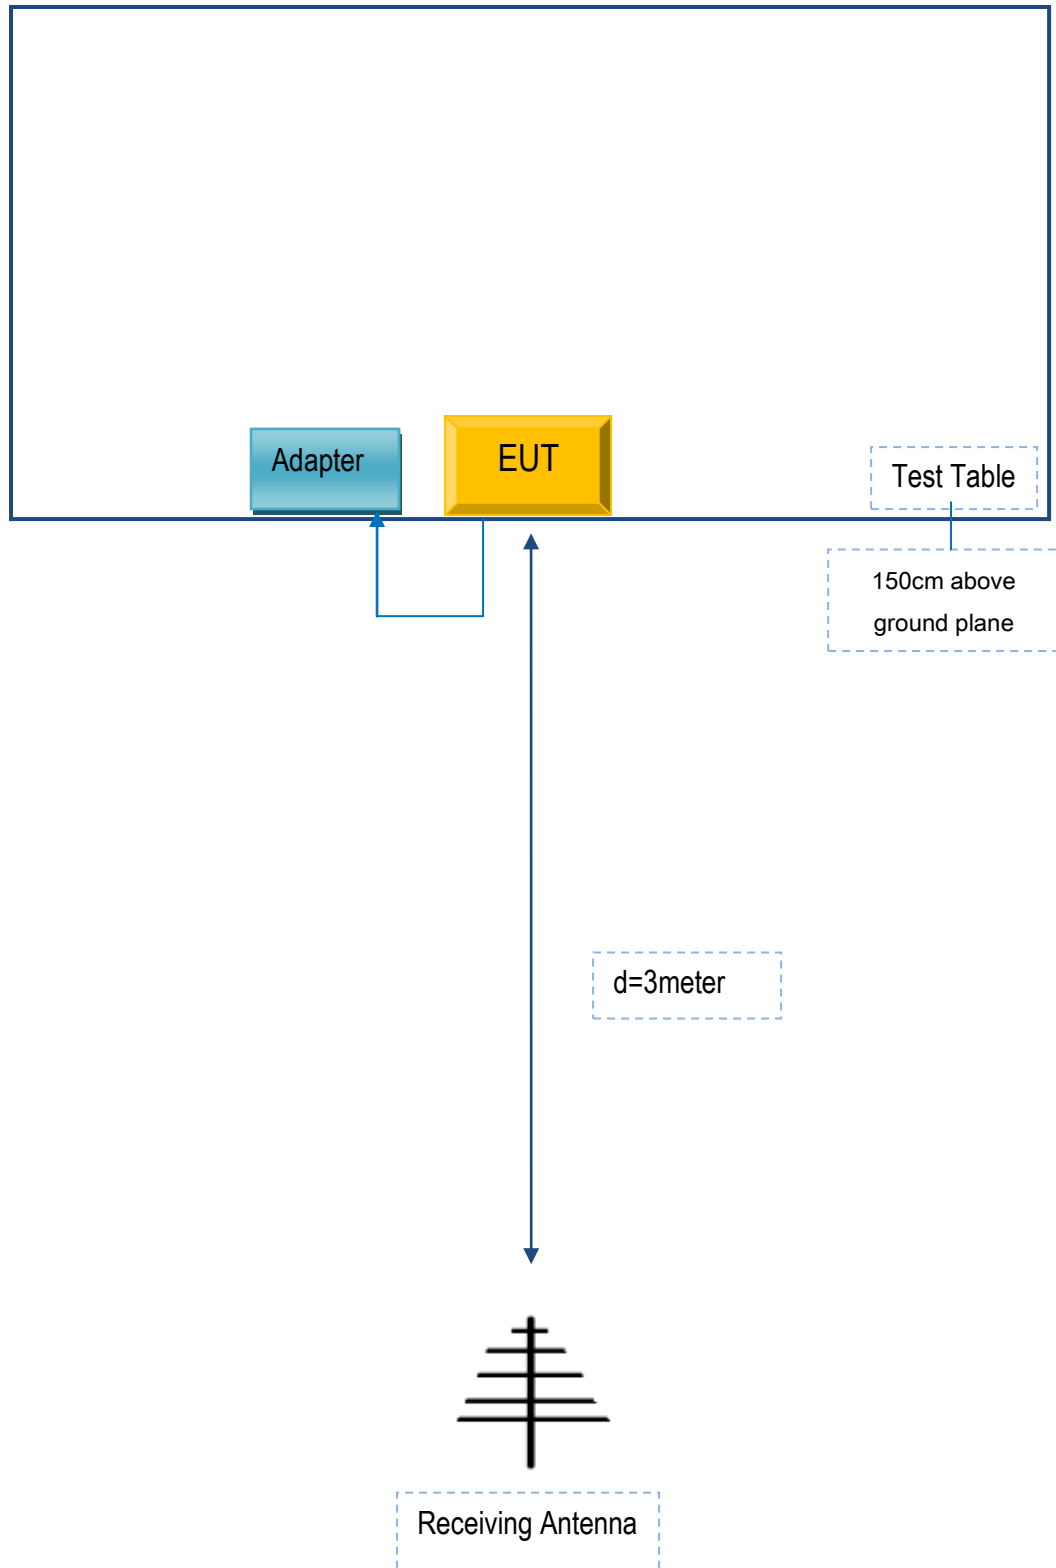 Adapter
EUT
Test Table
150cm above
ground plane
d=3meter
Receiving Antenna